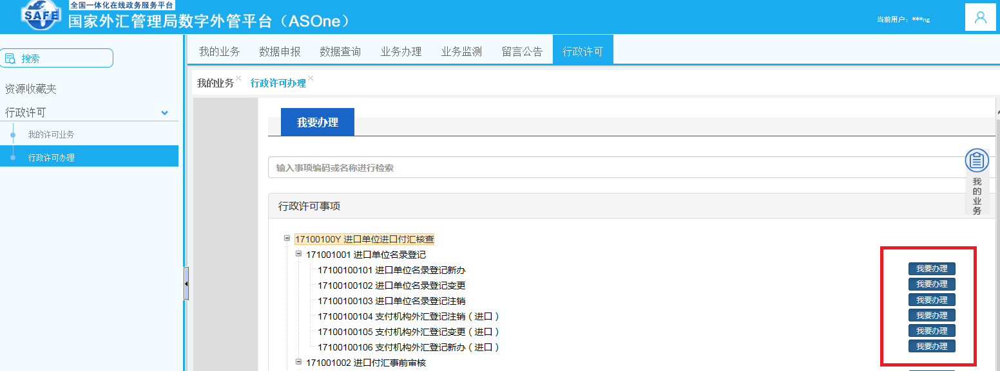 全国一体化在线政务服务平台
SAFE
国家外汇管理局数字外管平台（ASOne）
当前用户：***ng
搜索
我的业务 数据申报 数据查询 业务办理 业务监测 留言公告 行政许可
我的业务 行政许可办理
资源收藏夹
行政许可
我的许可业务
行政许可办理
我要办理
输入事项编码或名称进行检索
我的业务
行政许可事项
17100100Y 进口单位进口付汇核查
171001001 进口单位名录登记
17100100101 进口单位名录登记新办 我要办理
17100100102 进口单位名录登记变更 我要办理
17100100103 进口单位名录登记注销 我要办理
17100100104 支付机构外汇登记注销（进口） 我要办理
17100100105 支付机构外汇登记变更（进口） 我要办理
17100100106 支付机构外汇登记新办（进口） 我要办理
171001002 进口付汇事前审核